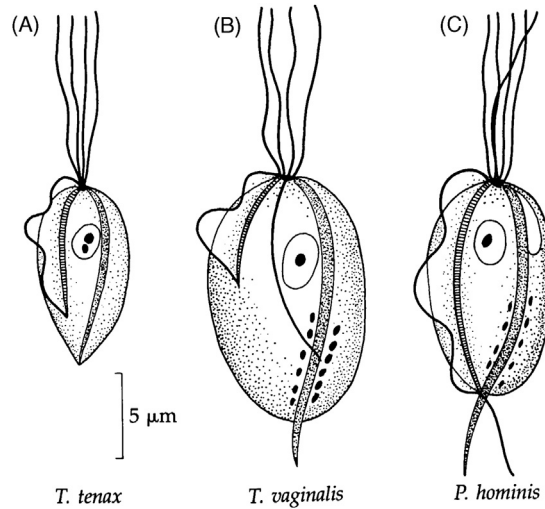 (A)
(B)
(C)
5 μm
T. tenax
T. vaginalis
P. hominis